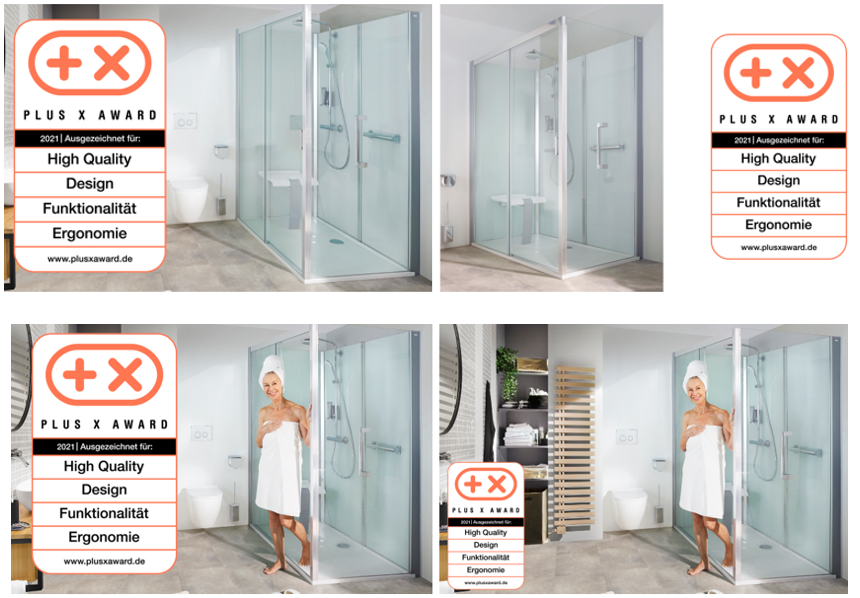 PLUS X AWARD
2021 | Ausgezeichnet für:
High Quality
Design
Funktionalität
Ergonomie
www.plusxaward.de
PLUS X AWARD
2021 | Ausgezeichnet für:
High Quality
Design
Funktionalität
Ergonomie
www.plusxaward.de
PLUS X AWARD
2021 | Ausgezeichnet für:
High Quality
Design
Funktionalität
Ergonomie
www.plusxaward.de
PLUS X AWARD
2021 | Ausgezeichnet für:
High Quality
Design
Funktionalität
Ergonomie
www.plusxaward.de